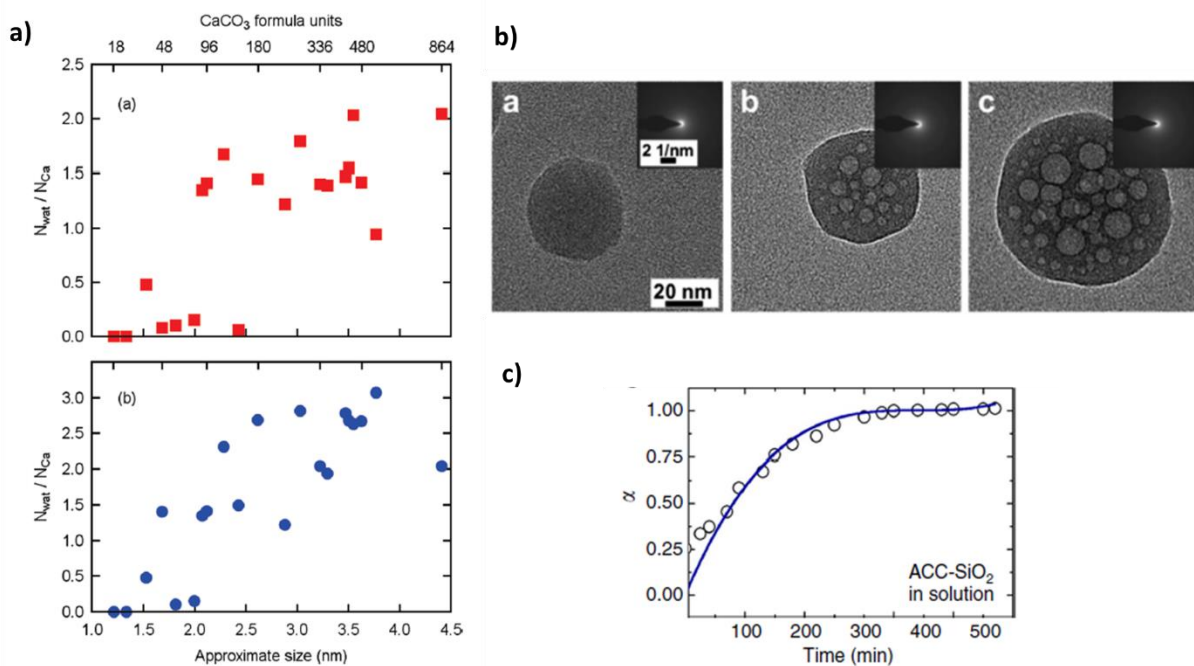 a)
CaCO3 formula units
18 48 96 180 336 480 864
2.5
2.0
1.5
1.0
0.5
0.0
(a)
Nwat / NCa
(b)
3.0
2.5
2.0
1.5
1.0
0.5
0.0
Nwat / NCa
1.0 1.5 2.0 2.5 3.0 3.5 4.0 4.5
Approximate size (nm)
b)
a
2 1/nm
20 nm
b
c
c)
1.00
0.75
0.50
0.25
0.00
α
ACC-SiO2
in solution
100 200 300 400 500
Time (min)